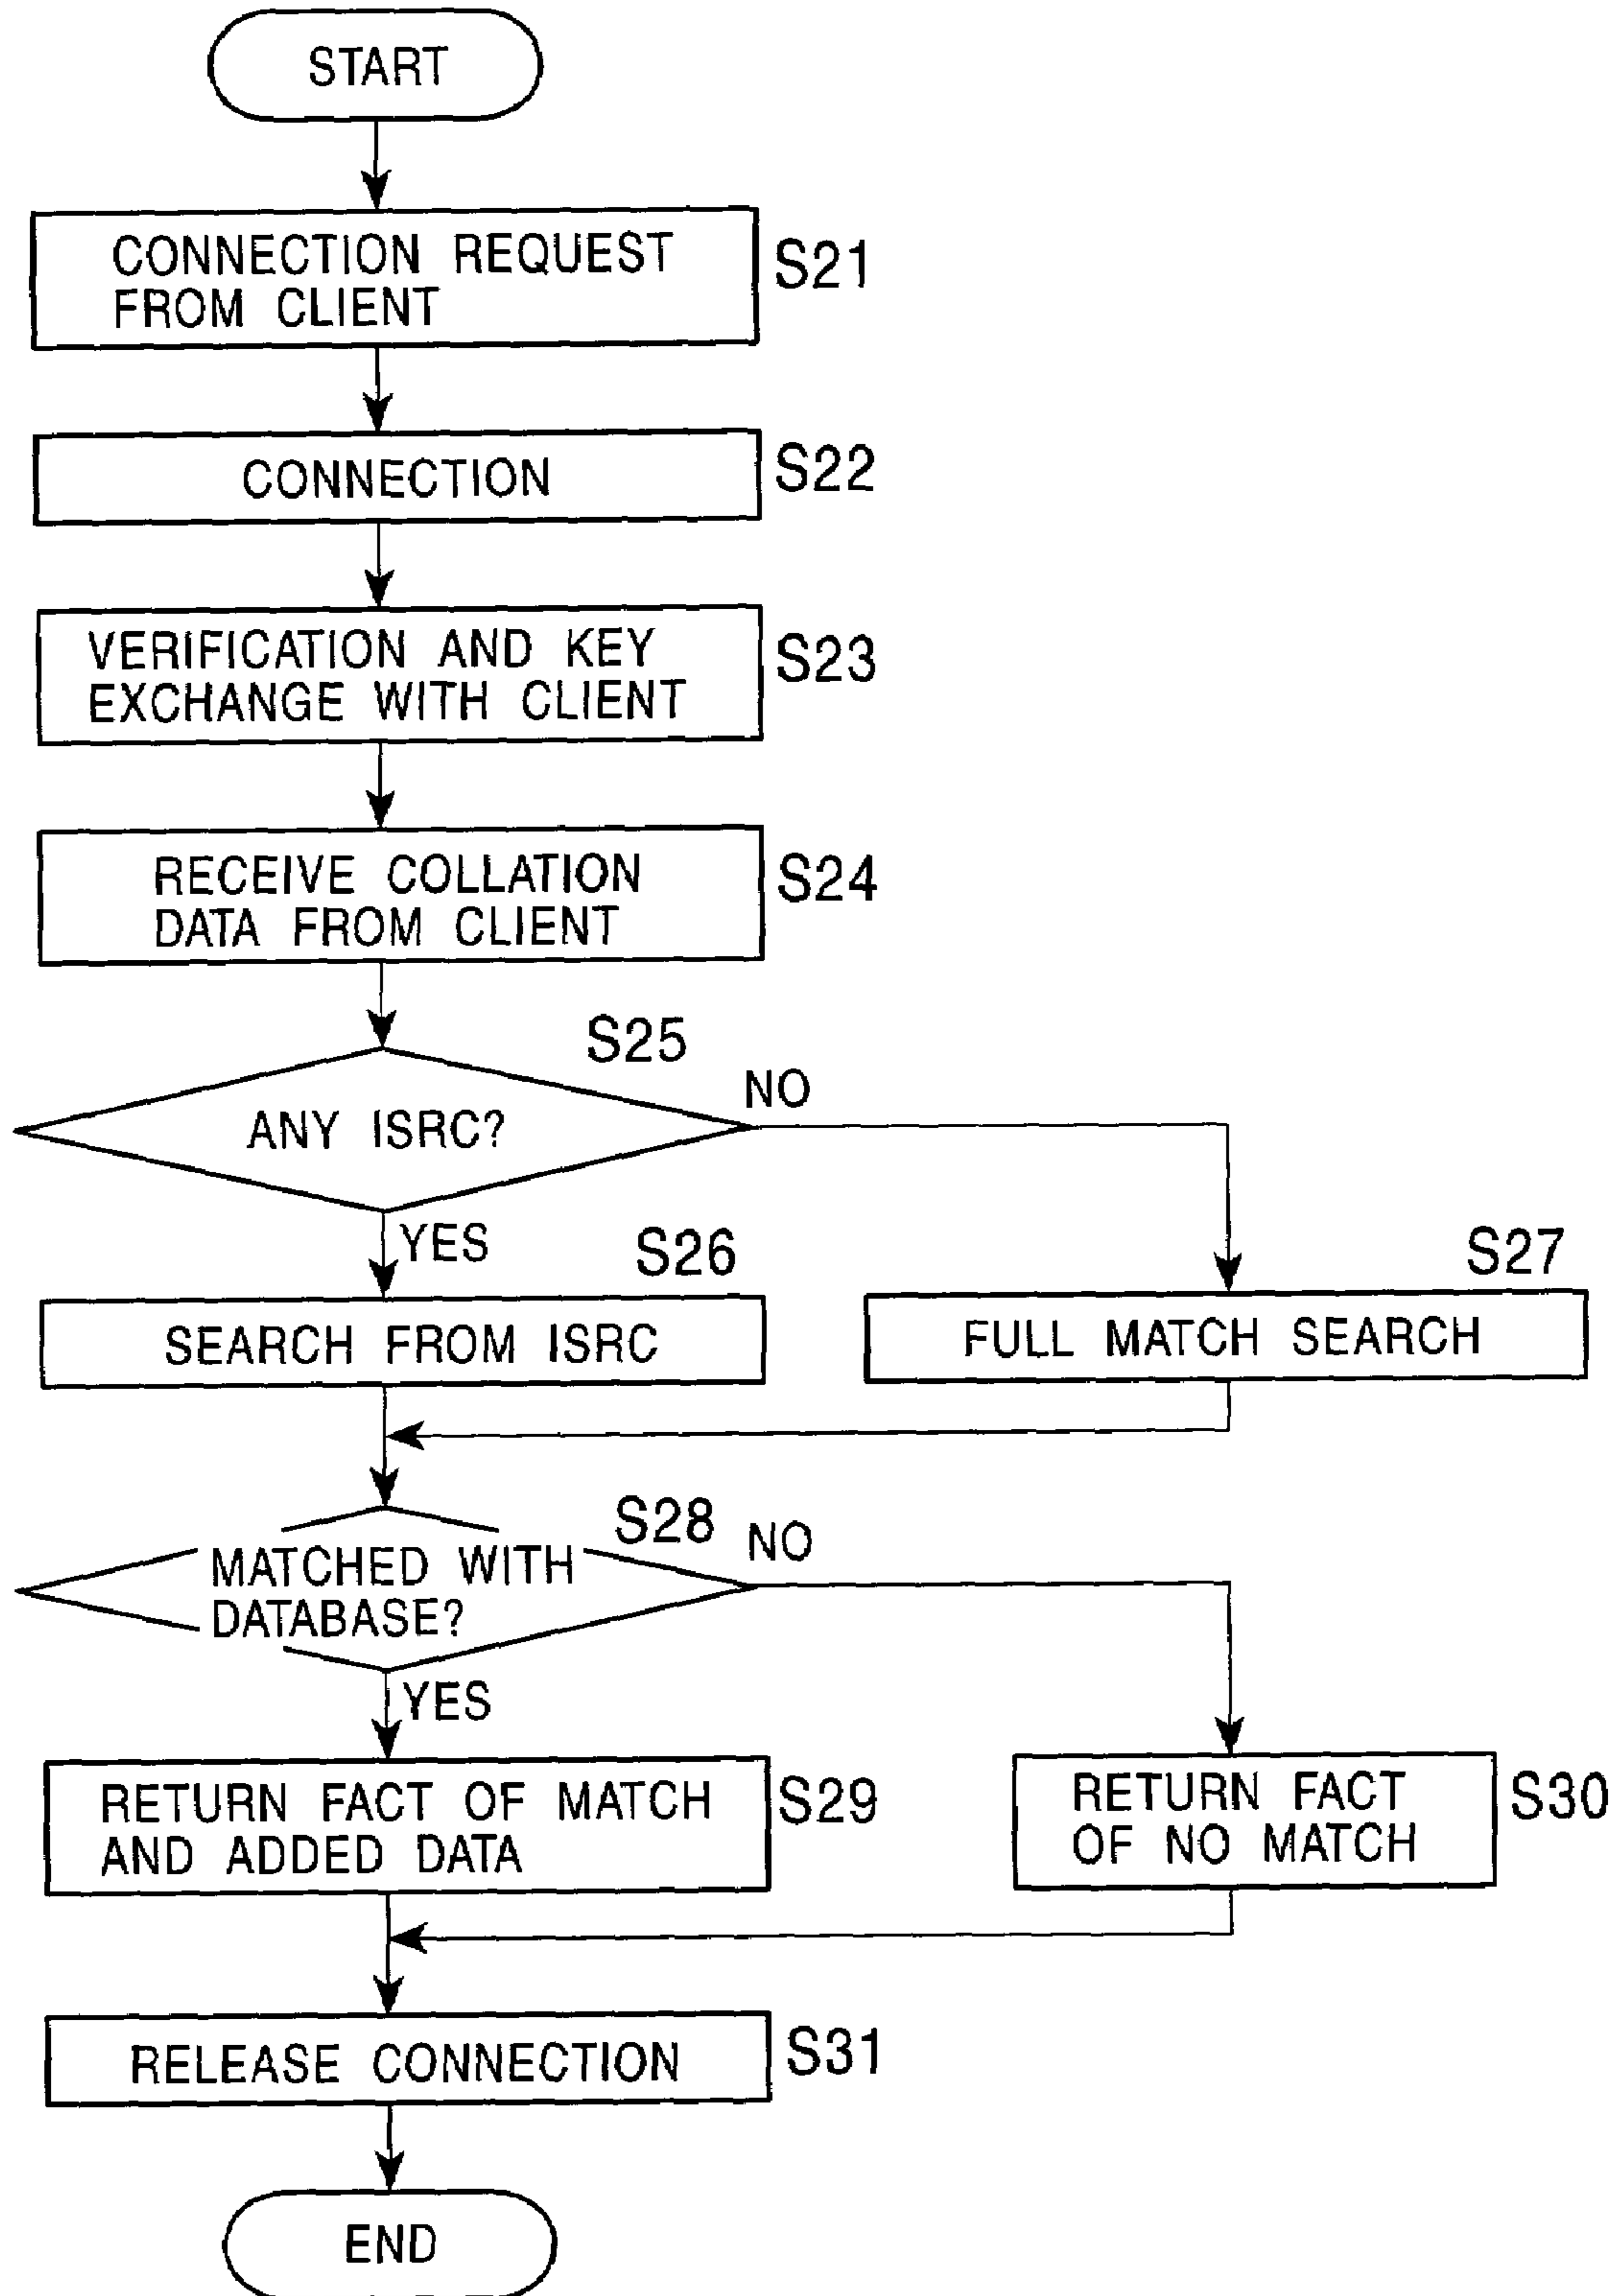 START
CONNECTION REQUEST
FROM CLIENT
S21
CONNECTION
S22
VERIFICATION AND KEY
EXCHANGE WITH CLIENT
S23
RECEIVE COLLATION
DATA FROM CLIENT
S24
S25
ANY ISRC?
NO
YES
S26
SEARCH FROM ISRC
S27
FULL MATCH SEARCH
S28
MATCHED WITH
DATABASE?
NO
YES
RETURN FACT OF MATCH
AND ADDED DATA
S29
RETURN FACT
OF NO MATCH
S30
RELEASE CONNECTION
S31
END